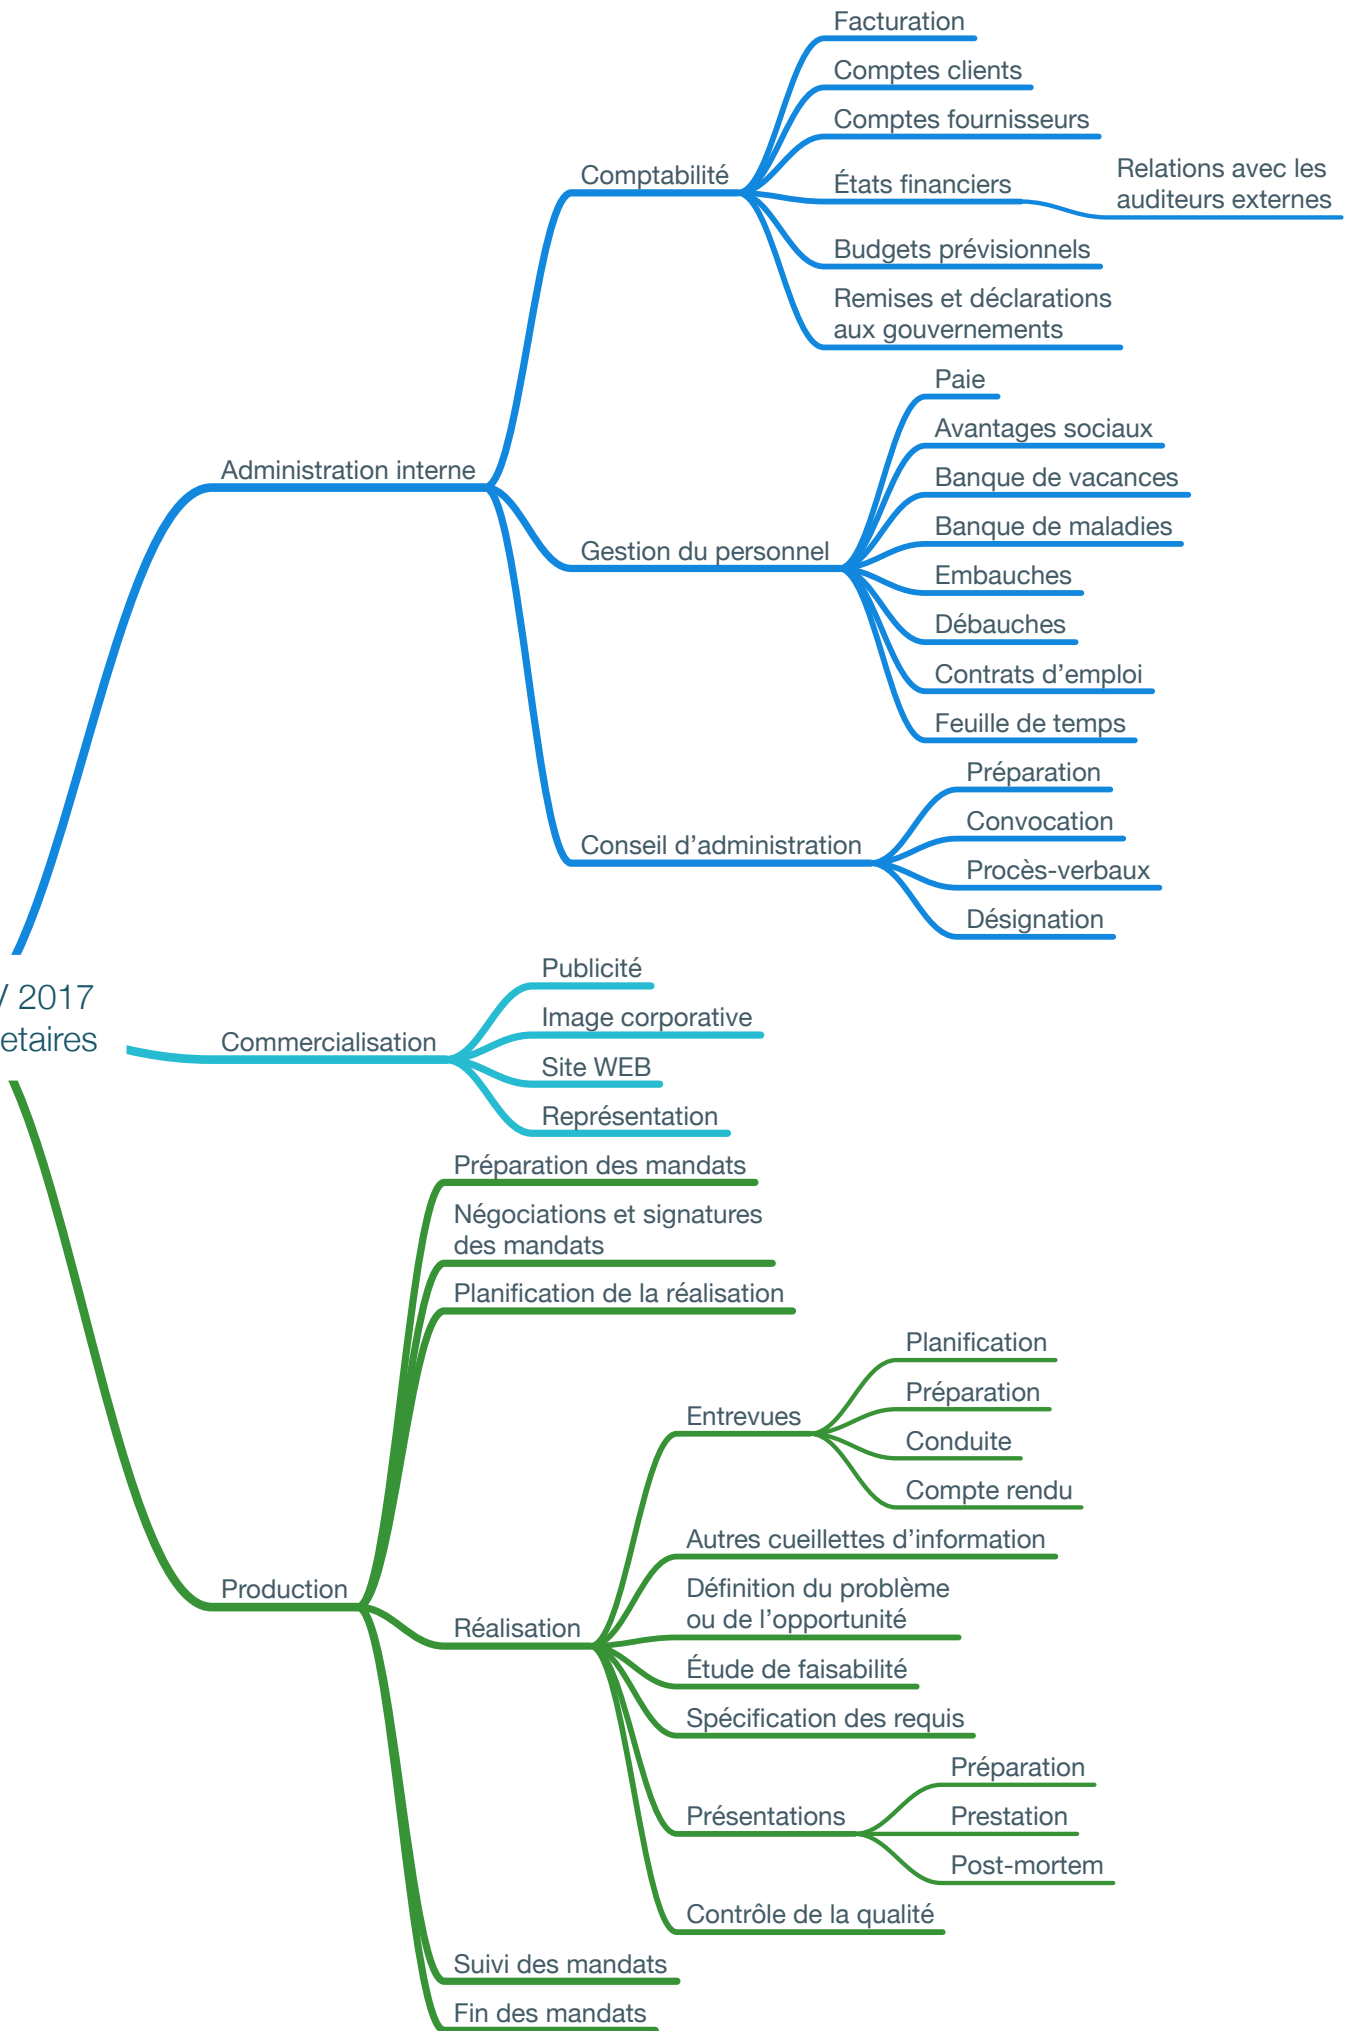 Facturation
Comptes clients
Comptes fournisseurs
Comptabilité
États financiers
Relations avec les
auditeurs externes
Budgets prévisionnels
Remises et déclarations
aux gouvernements
Administration interne
Paie
Avantages sociaux
Banque de vacances
Banque de maladies
Gestion du personnel
Embauches
Débauches
Contrats d’emploi
Feuille de temps
Conseil d’administration
Préparation
Convocation
Procès-verbaux
Désignation
/ 2017
etaires
Commercialisation
Publicité
Image corporative
Site WEB
Représentation
Production
Préparation des mandats
Négociations et signatures
des mandats
Planification de la réalisation
Réalisation
Entrevues
Planification
Préparation
Conduite
Compte rendu
Autres cueillettes d’information
Définition du problème
ou de l’opportunité
Étude de faisabilité
Spécification des requis
Présentations
Préparation
Prestation
Post-mortem
Contrôle de la qualité
Suivi des mandats
Fin des mandats